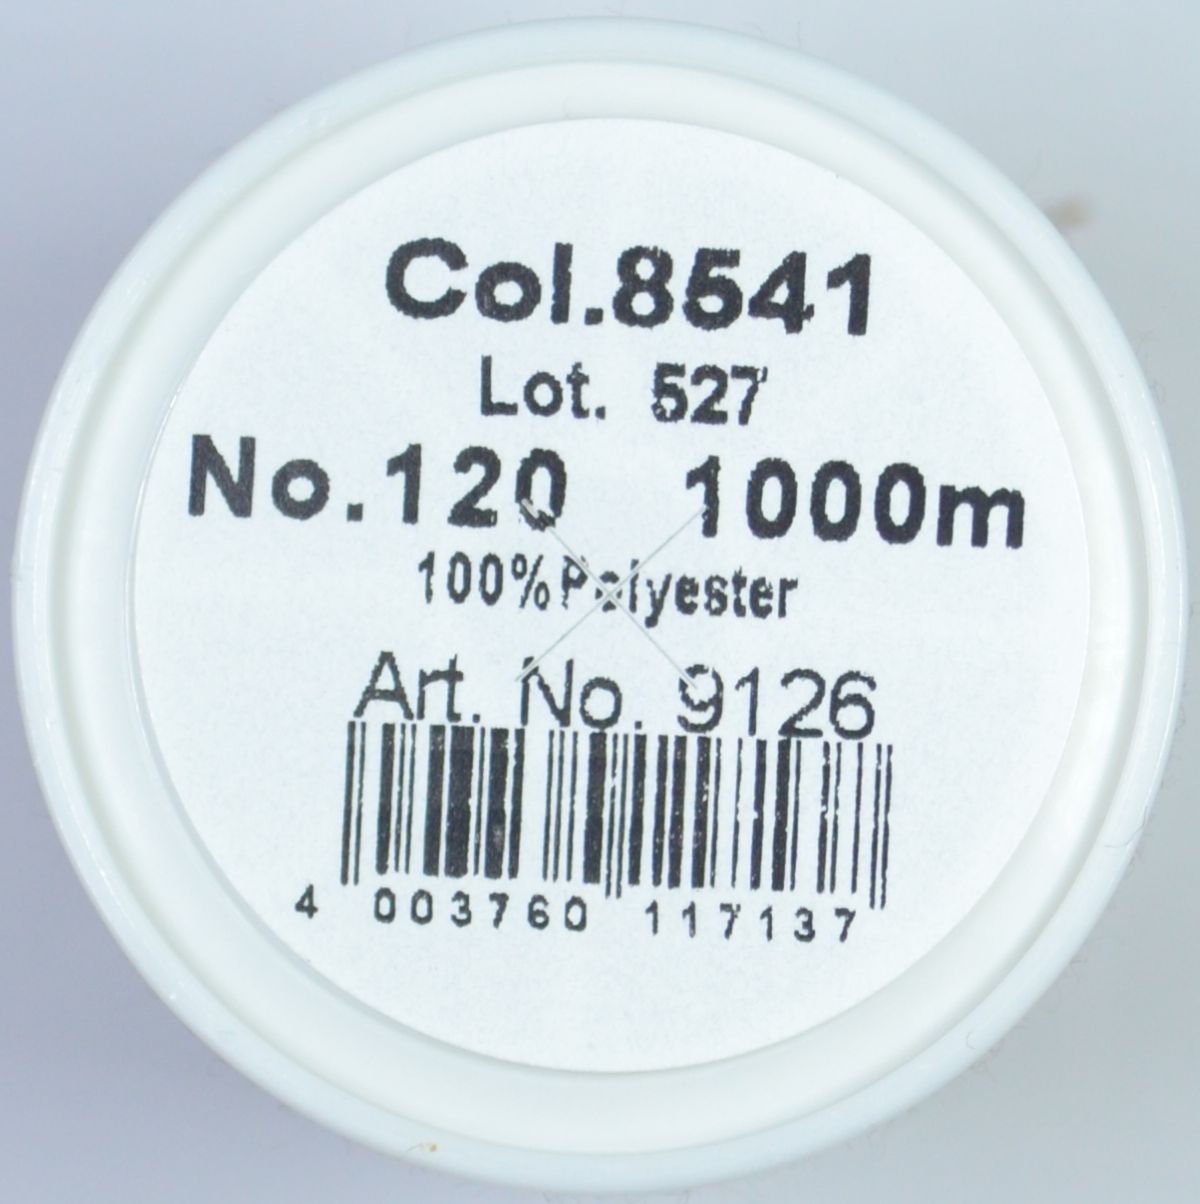 Col.8541
Lot. 527
No.120 1000m
100%Polyester
Art. No. 9126
4 003760 117137